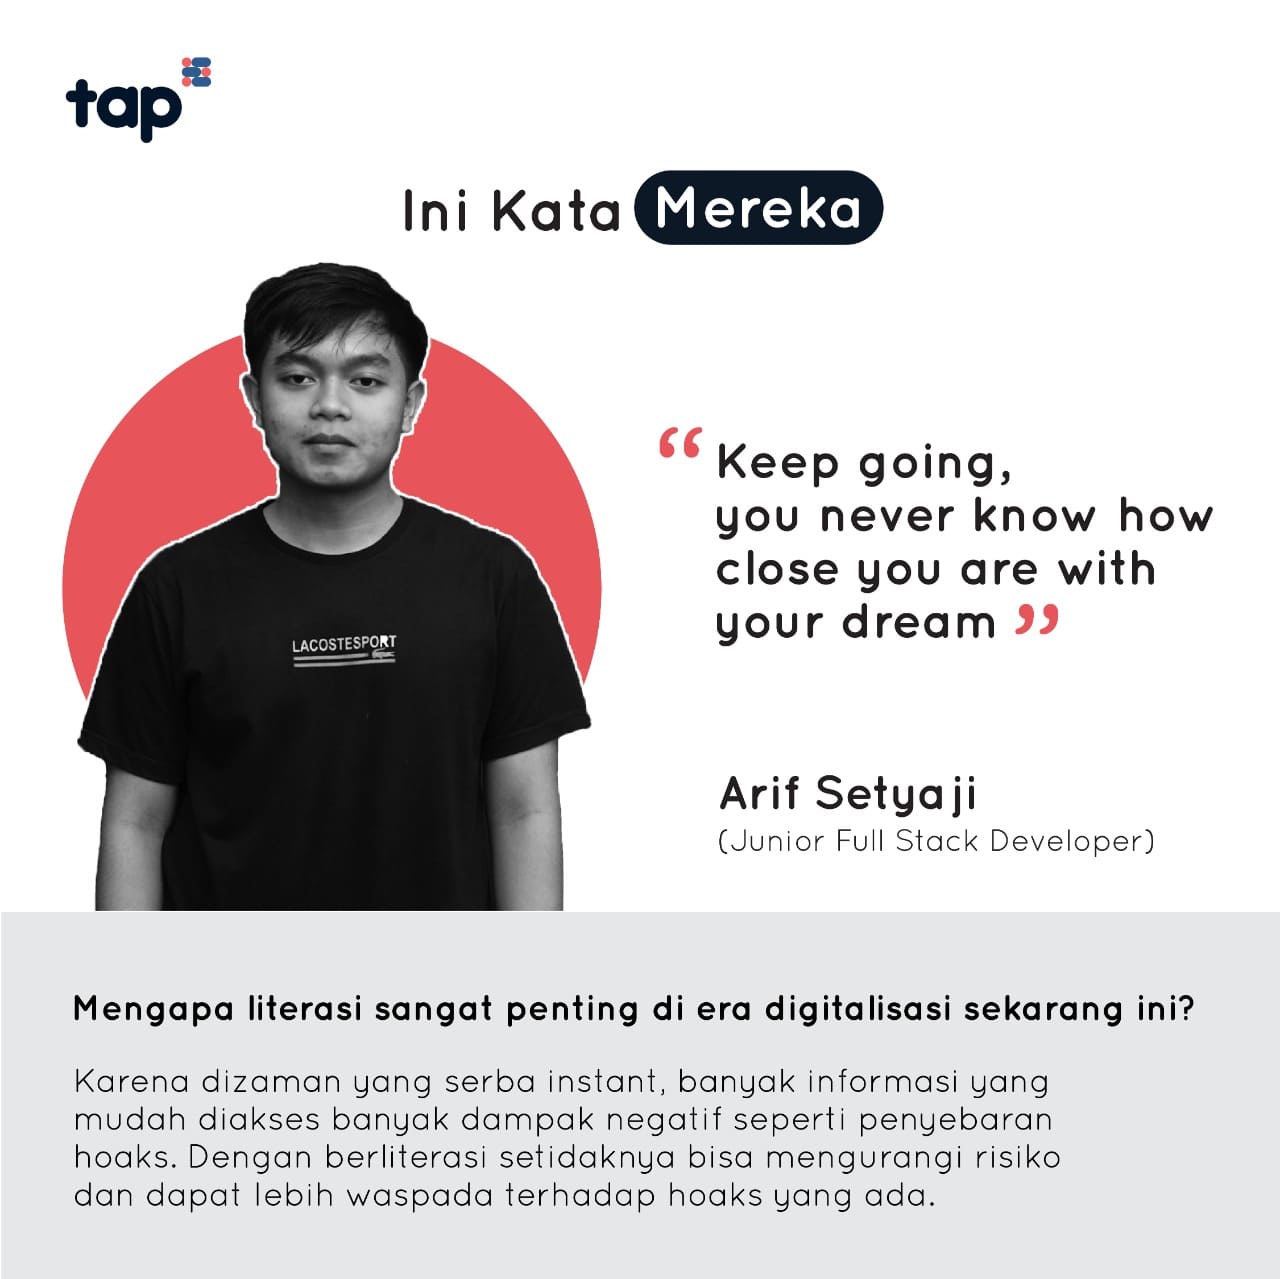 tap
Ini Kata Mereka
“Keep going,
you never know how
close you are with
your dream”
LACOSTESPORT
Arif Setyaji
(Junior Full Stack Developer)
Mengapa literasi sangat penting di era digitalisasi sekarang ini?
Karena dizaman yang serba instant, banyak informasi yang
mudah diakses banyak dampak negatif seperti penyebaran
hoaks. Dengan berliterasi setidaknya bisa mengurangi risiko
dan dapat lebih waspada terhadap hoaks yang ada.